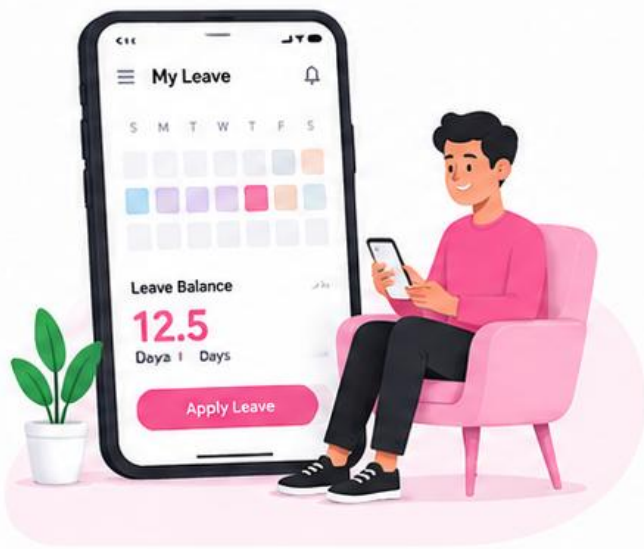 My Leave
S M T W T F S
Leave Balance
12.5
Days Days
Apply Leave